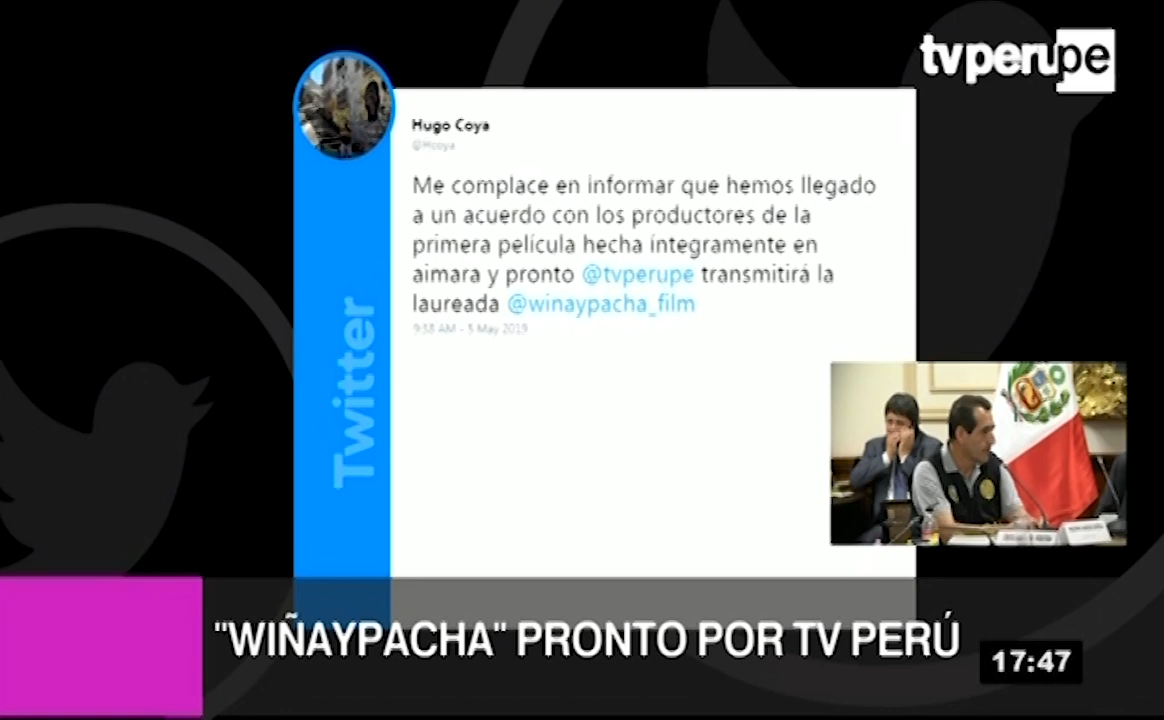 tvperupe
Hugo Coya
@Hcoya
Me complace en informar que hemos llegado
a un acuerdo con los productores de la
primera película hecha íntegramente en
aimara y pronto @tvperupe transmitirá la
laureada @winaypacha_film
9:38 AM - 5 May 2019
Twitter
"WIÑAYPACHA" PRONTO POR TV PERÚ
17:47